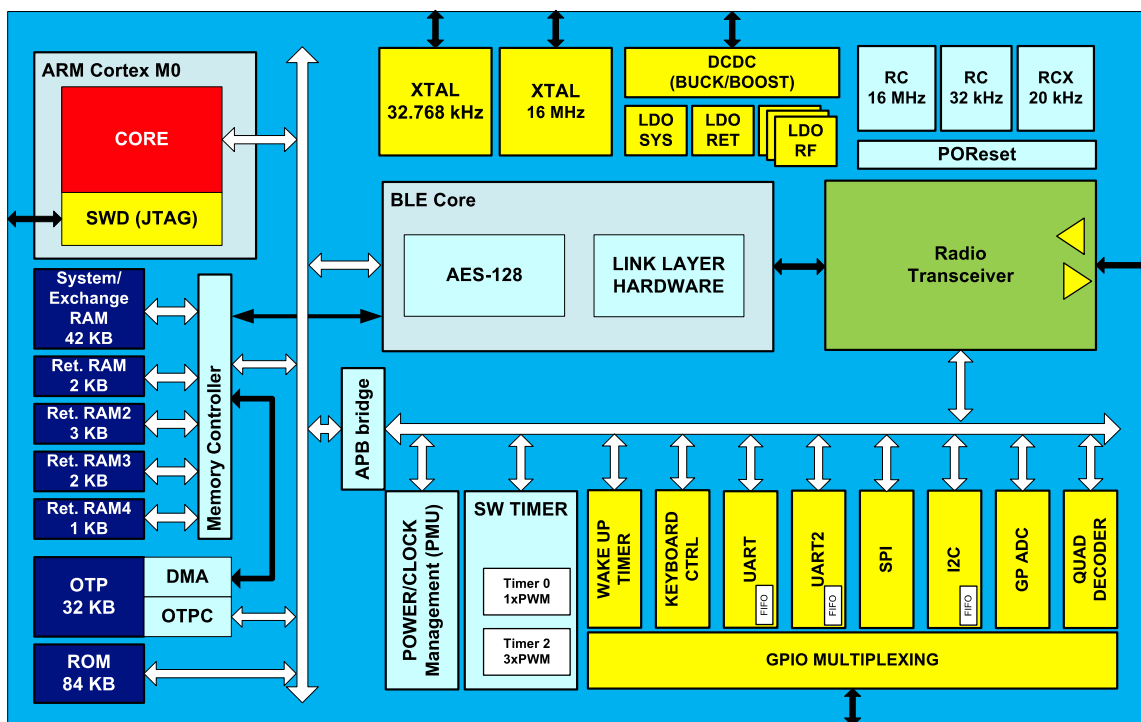 ARM Cortex M0
CORE
SWD (JTAG)
XTAL
32.768 kHz
XTAL
16 MHz
DCDC
(BUCK/BOOST)
LDO
SYS
LDO
RET
LDO
RF
RC
16 MHz
RC
32 kHz
RCX
20 kHz
POReset
BLE Core
AES-128
LINK LAYER
HARDWARE
Radio
Transceiver
System/
Exchange
RAM
42 KB
Ret. RAM
2 KB
Ret. RAM2
3 KB
Ret. RAM3
2 KB
Ret. RAM4
1 KB
Memory Controller
OTP
32 KB
DMA
OTPC
ROM
84 KB
APB bridge
POWER/CLOCK
Management (PMU)
SW TIMER
Timer 0
1xPWM
Timer 2
3xPWM
WAKE UP
TIMER
KEYBOARD
CTRL
UART
FIFO
UART2
FIFO
SPI
I2C
FIFO
GP ADC
QUAD
DECODER
GPIO MULTIPLEXING